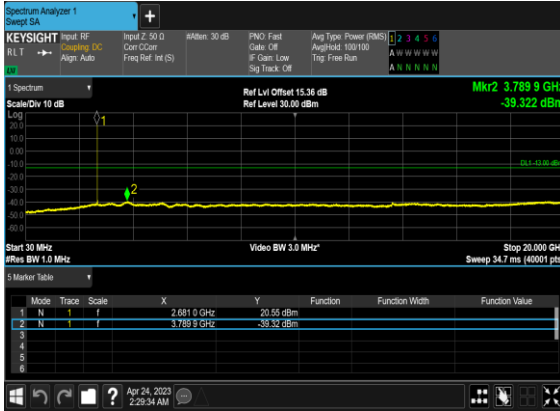 Spectrum Analyzer 1
Swept SA
+
KEYSIGHT Input: RF Input Z: 50 Ω #Atten: 30 dB PNO: Fast Avg Type: Power (RMS) 1 2 3 4 5 6
RLT Coupling: DC Corr CCorr Gate: Off Avg|Hold: 100/100 A W W W W W
Align: Auto Freq Ref: Int (S) IF Gain: Low Trig: Free Run
Sig Track: Off A N N N N N
1 Spectrum Ref Lvl Offset 15.36 dB Mkr2 3.789 9 GHz
Scale/Div 10 dB Ref Level 30.00 dBm -39.322 dBm
Log
20.0
10.0
0.00
-10.0
DL1 -13.00 dBm
-20.0
-30.0
-40.0
-50.0
-60.0
1
2
Start 30 MHz Video BW 3.0 MHz* Stop 20.000 GH
#Res BW 1.0 MHz Sweep 34.7 ms (40001 pts
5 Marker Table
Mode Trace Scale X Y Function Function Width Function Value
1 N 1 f 2.681 0 GHz 20.55 dBm
2 N 1 f 3.789 9 GHz -39.32 dBm
3
4
5
6
? Apr 24, 2023
2:29:34 AM